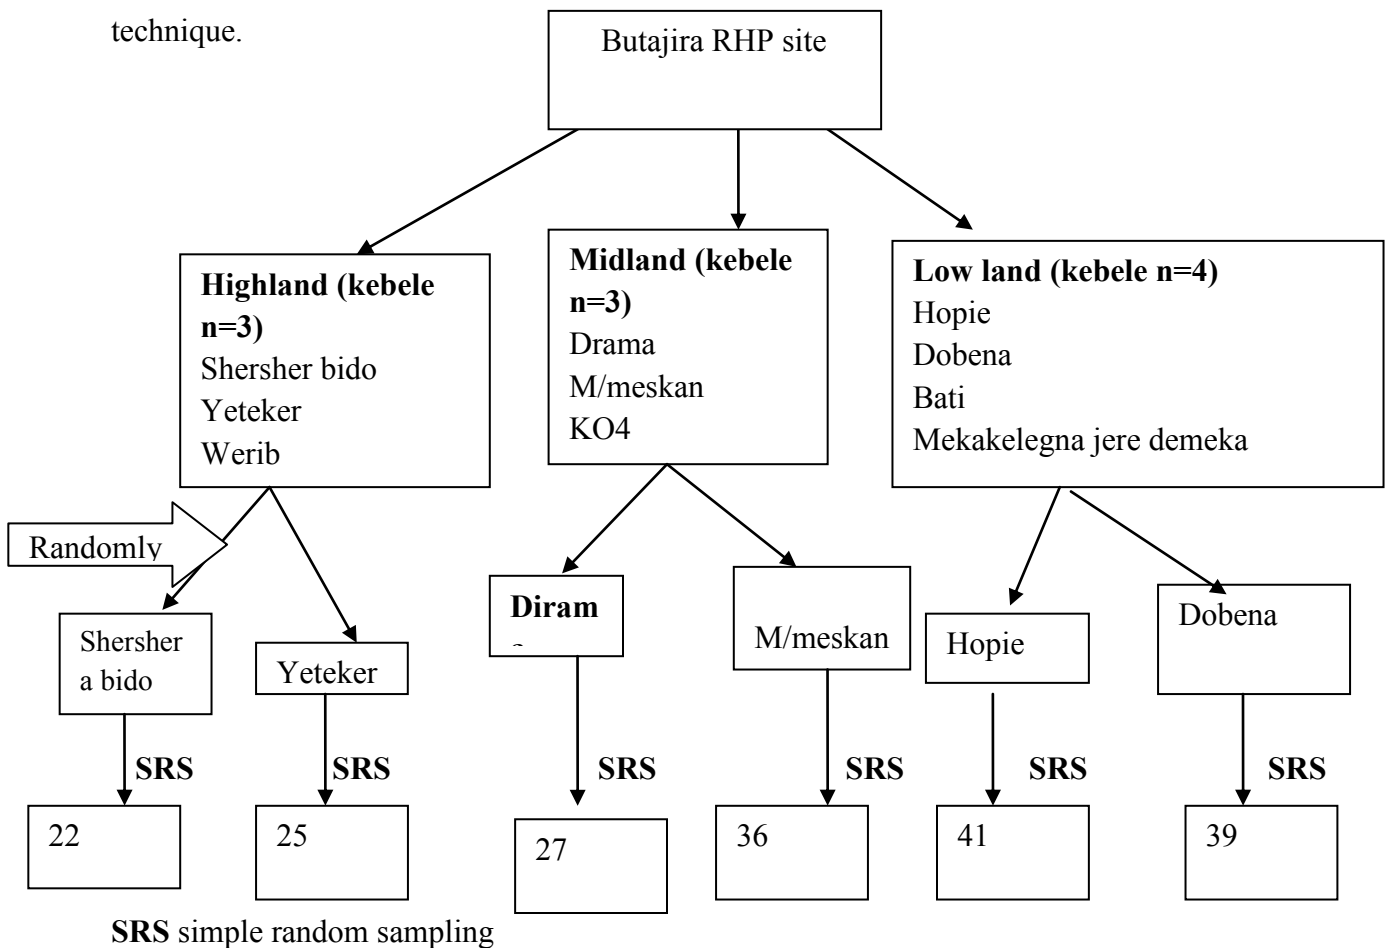 technique.
Butajira RHP site
Highland (kebele
n=3)
Shersher bido
Yeteker
Werib
Midland (kebele
n=3)
Drama
M/meskan
KO4
Low land (kebele n=4)
Hopie
Dobena
Bati
Mekakelegna jere demeka
Randomly
Shersher
a bido
Yeteker
Diram
M/meskan
Hopie
Dobena
SRS
SRS
SRS
SRS
SRS
SRS
22
25
27
36
41
39
SRS simple random sampling